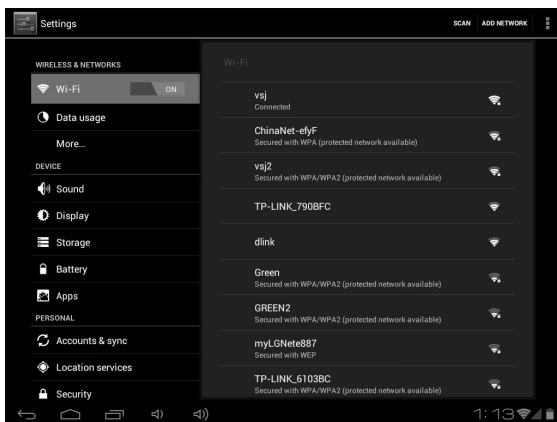 Settings
SCAN ADD NETWORK
WIRELESS & NETWORKS
Wi-Fi ON
Data usage
More...
DEVICE
Sound
Display
Storage
Battery
Apps
PERSONAL
Accounts & sync
Location services
Security
Wi-Fi
vsj
Connected
ChinaNet-efyF
Secured with WPA (protected network available)
vsj2
Secured with WPA/WPA2 (protected network available)
TP-LINK_790BFC
dlink
Green
Secured with WPA/WPA2 (protected network available)
GREEN2
Secured with WPA/WPA2 (protected network available)
myLGNete887
Secured with WEP
TP-LINK_6103BC
Secured with WPA/WPA2 (protected network available)
1:13